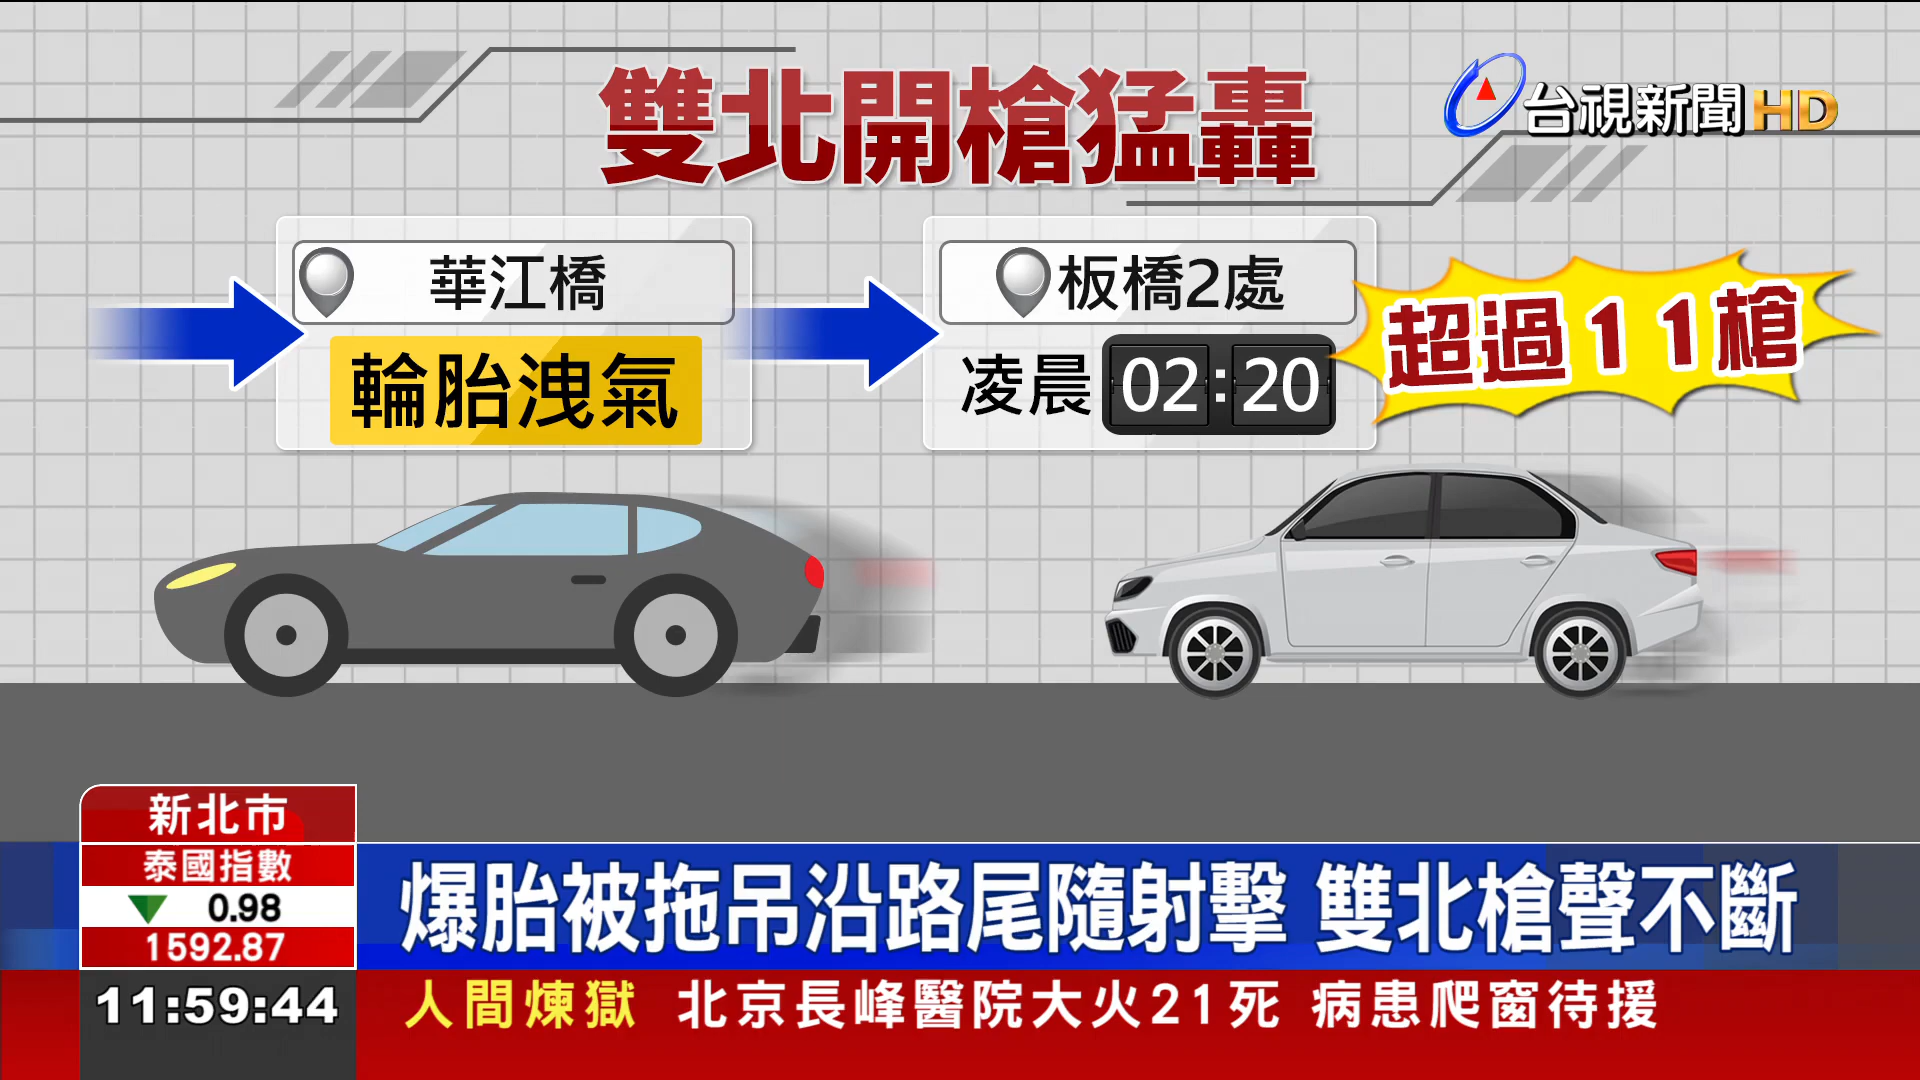 雙北開槍猛轟
台視新聞HD
華江橋
輪胎洩氣
板橋2處
凌晨 02:20
超過11槍
新北市
泰國指數
0.98
1592.87
11:59:44
爆胎被拖吊沿路尾隨射擊 雙北槍聲不斷
人間煉獄 北京長峰醫院大火21死 病患爬窗待援